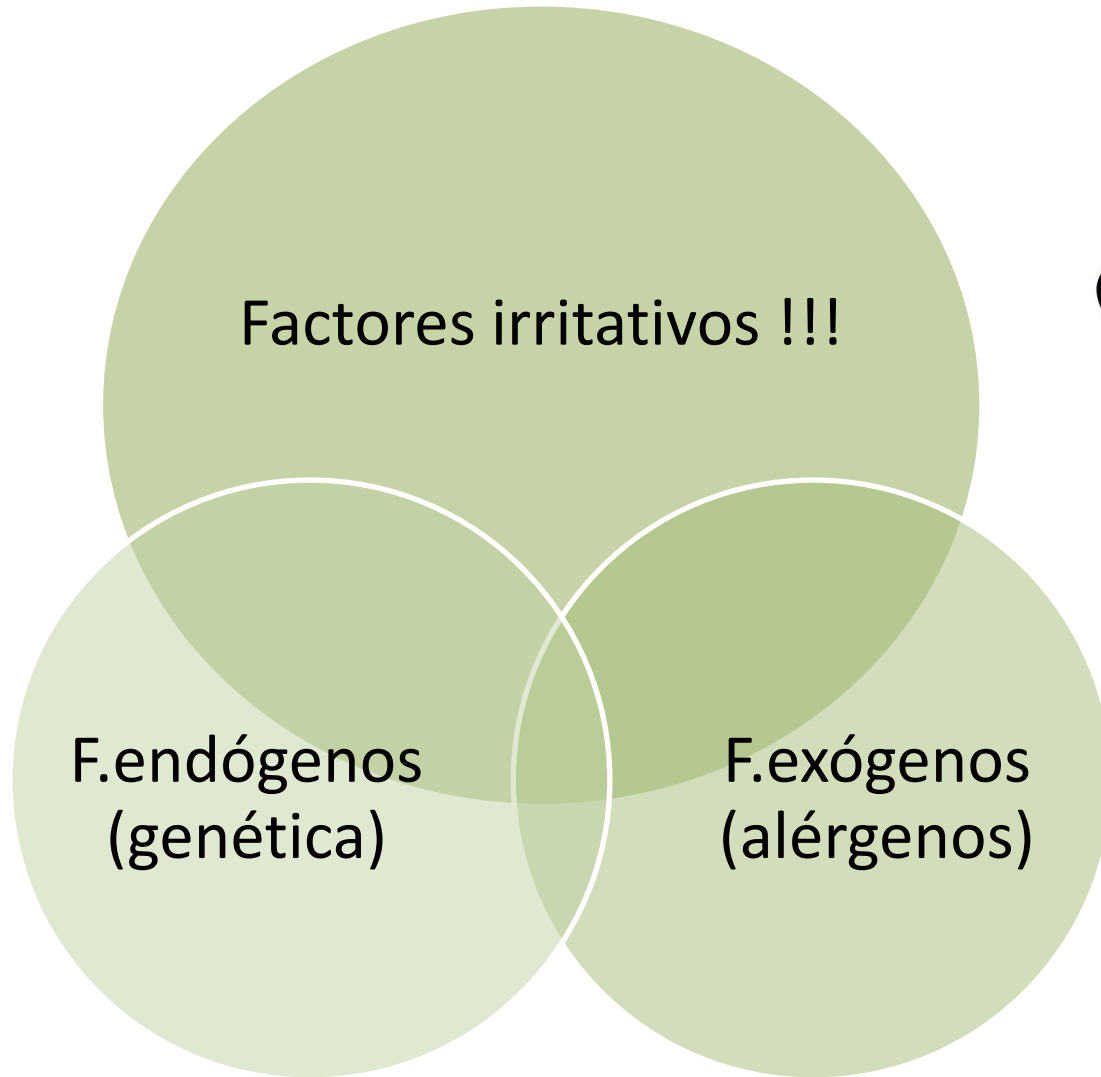 Factores irritativos !!!
F.endógenos
(genética)
F.exógenos
(alérgenos)